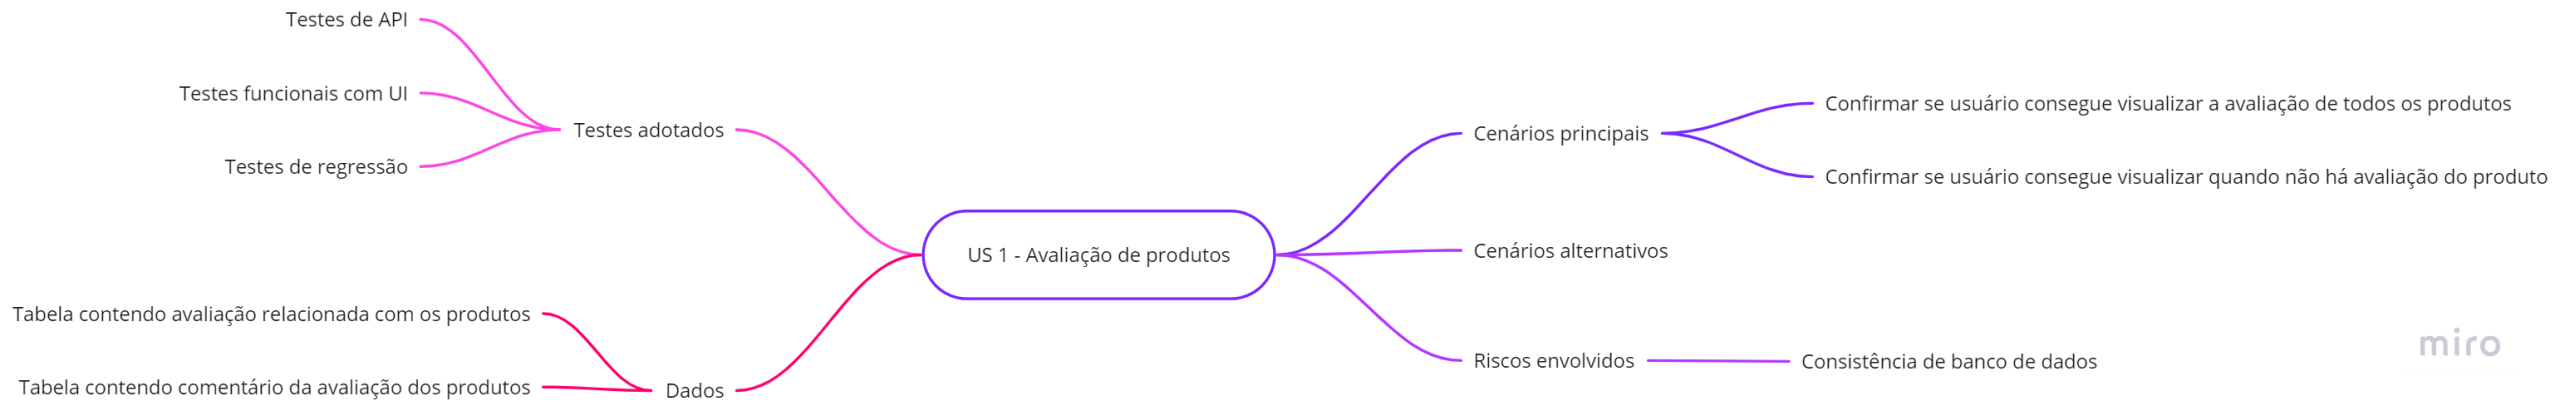 Testes de API
Testes funcionais com UI
Testes adotados
Testes de regressão
Tabela contendo avaliação relacionada com os produtos
Tabela contendo comentário da avaliação dos produtos
Dados
US 1 - Avaliação de produtos
Cenários principais
Confirmar se usuário consegue visualizar a avaliação de todos os produtos
Confirmar se usuário consegue visualizar quando não há avaliação do produto
Cenários alternativos
Riscos envolvidos
Consistência de banco de dados
miro